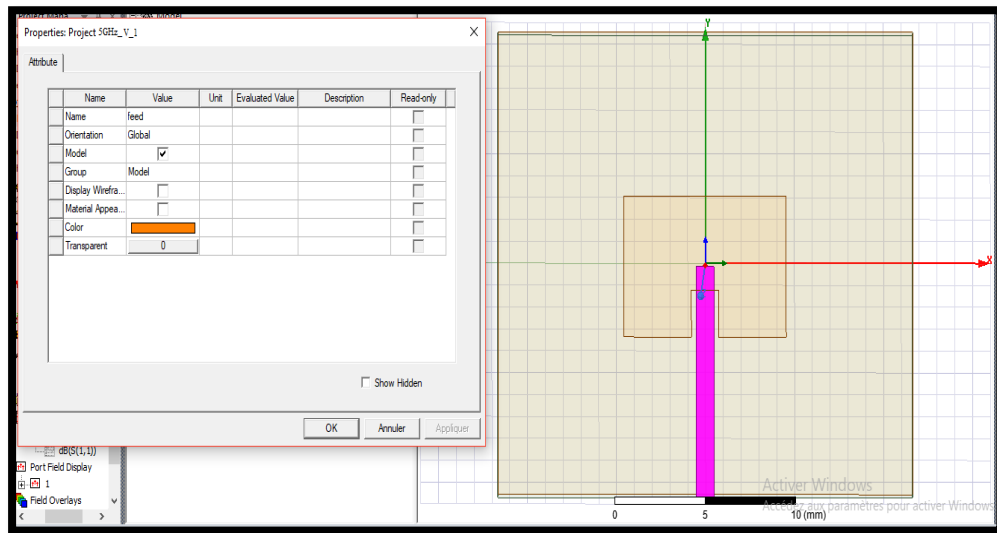 Properties: Project 5GHz_V_1
X
Attribute
Name Value Unit Evaluated Value Description Read-only
Name feed
Orientation Global
Model
Group Model
Display Wirefra...
Material Appea...
Color
Transparent 0
Show Hidden
OK Annuler Appliquer
dB(S(1,1))
Port Field Display
1
Field Overlays
Y
X
0 5 10 (mm)
Activer Windows
Accédez aux paramètres pour activer Windows